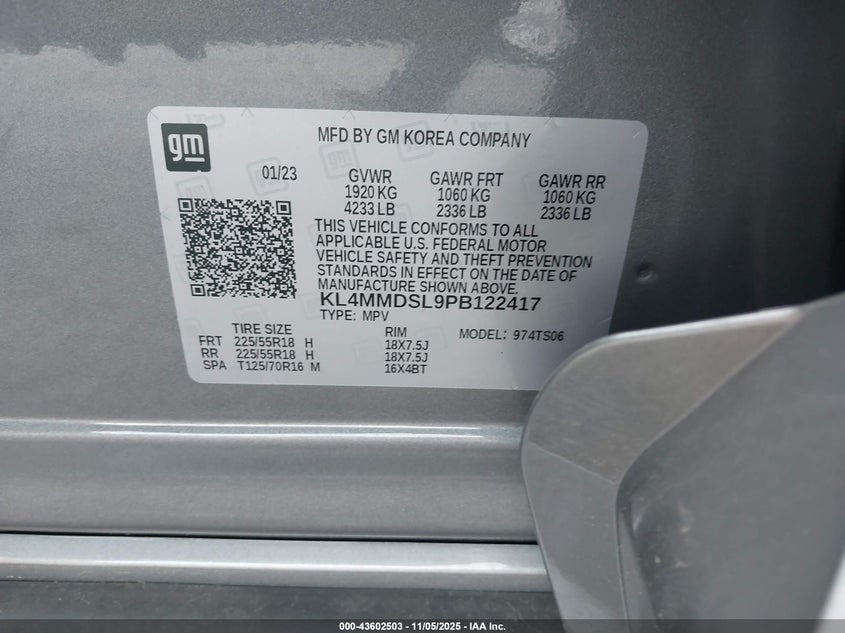 gm
MFD BY GM KOREA COMPANY
01/23 GVWR GAWR FRT GAWR RR
1920 KG 1060 KG 1060 KG
4233 LB 2336 LB 2336 LB
THIS VEHICLE CONFORMS TO ALL
APPLICABLE U.S. FEDERAL MOTOR
VEHICLE SAFETY AND THEFT PREVENTION
STANDARDS IN EFFECT ON THE DATE OF
MANUFACTURE SHOWN ABOVE.
KL4MMDSL9PB122417
TYPE: MPV
TIRE SIZE RIM MODEL: 974TS06
FRT 225/55R18 H 18X7.5J
RR 225/55R18 H 18X7.5J
SPA T125/70R16 M 16X4BT
000-43602503 - 11/05/2025 - IAA Inc.